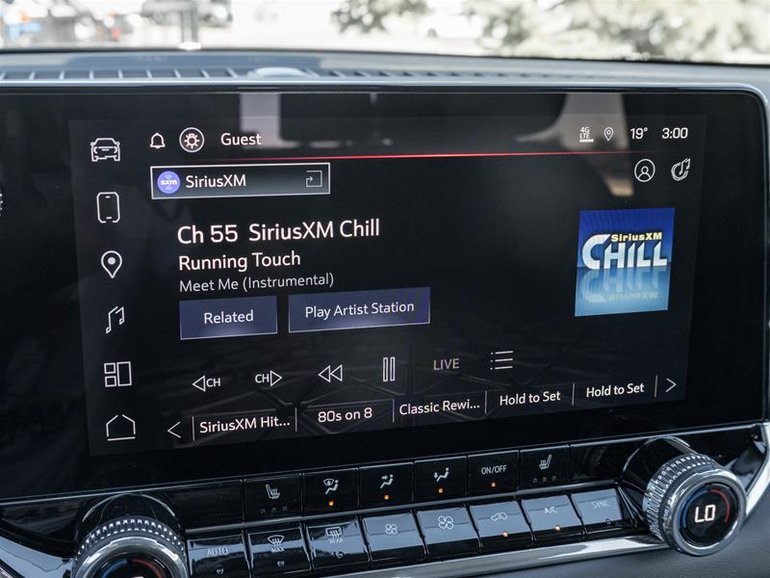 Guest
4G LTE
19° 3:00
sxm SiriusXM
Ch 55 SiriusXM Chill
Running Touch
Meet Me (Instrumental)
SiriusXM
CHILL
Related
Play Artist Station
CH
CH
LIVE
SiriusXM Hit...
80s on 8
Classic Rewi...
Hold to Set
Hold to Set
ON/OFF
AUTO
MAX
REAR
A/C
SYNC
LO